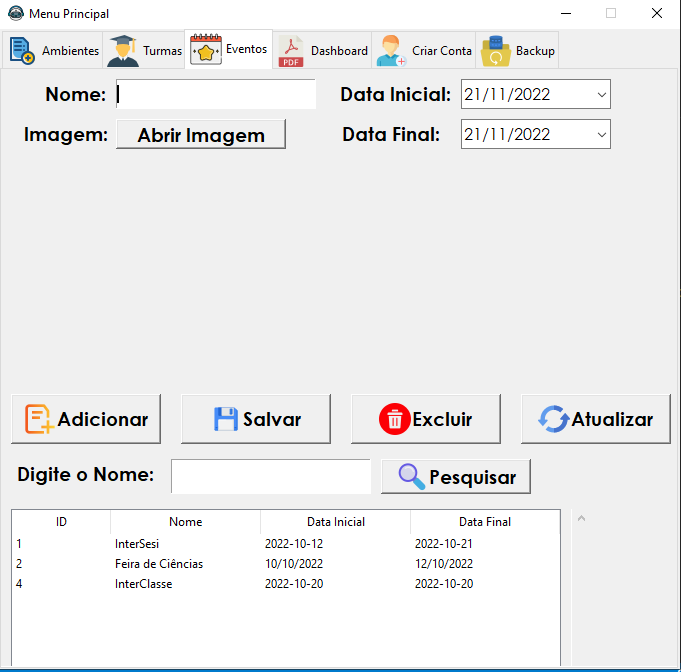 Menu Principal
Ambientes Turmas Eventos PDF Dashboard Criar Conta Backup
Nome: Data Inicial: 21/11/2022
Imagem: Abrir Imagem Data Final: 21/11/2022
Adicionar Salvar Excluir Atualizar
Digite o Nome: Pesquisar
ID Nome Data Inicial Data Final
1 InterSesi 2022-10-12 2022-10-21
2 Feira de Ciências 10/10/2022 12/10/2022
4 InterClasse 2022-10-20 2022-10-20